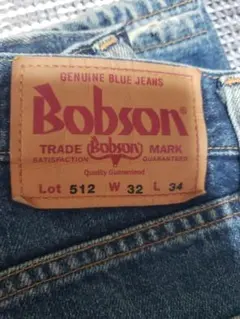 GENUINE BLUE JEANS
Bobson
TRADE Bobson MARK
SATISFACTION GUARANTEED
Quality Guaranteed
Lot 512 W 32 L 34